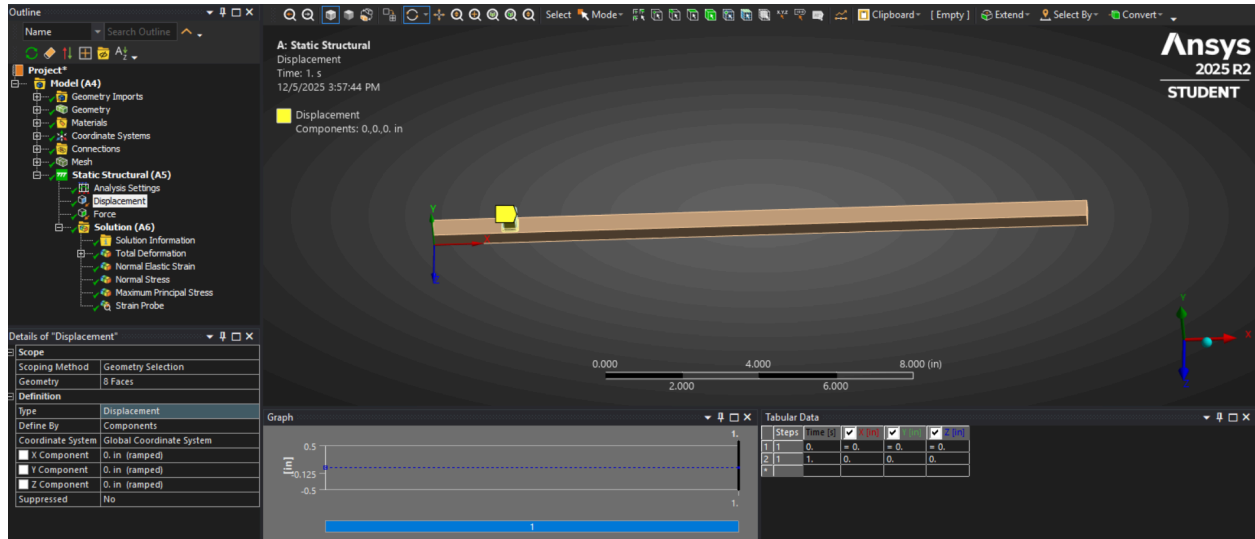 Outline
Name
Search Outline
Project*
Model (A4)
Geometry Imports
Geometry
Materials
Coordinate Systems
Connections
Mesh
Static Structural (A5)
Analysis Settings
Displacement
Force
Solution (A6)
Solution Information
Total Deformation
Normal Elastic Strain
Normal Stress
Maximum Principal Stress
Strain Probe
Details of "Displacement"
Scope
Scoping Method Geometry Selection
Geometry 8 Faces
Definition
Type Displacement
Define By Components
Coordinate System Global Coordinate System
X Component 0. in (ramped)
Y Component 0. in (ramped)
Z Component 0. in (ramped)
Suppressed No
Select Mode Clipboard [ Empty ] Extend Select By Convert
A: Static Structural
Displacement
Time: 1. s
12/5/2025 3:57:44 PM
Displacement
Components: 0.,0.,0. in
Ansys
2025 R2
STUDENT
Y
X
Z
0.000 4.000 8.000 (in)
2.000 6.000
Y
X
Z
Graph
1.
0.5
[in]
-0.125
-0.5
1.
1
Tabular Data
Steps Time [s] X [in] Y [in] Z [in]
1 1 0. = 0. = 0. = 0.
2 1 1. 0. 0. 0.
*